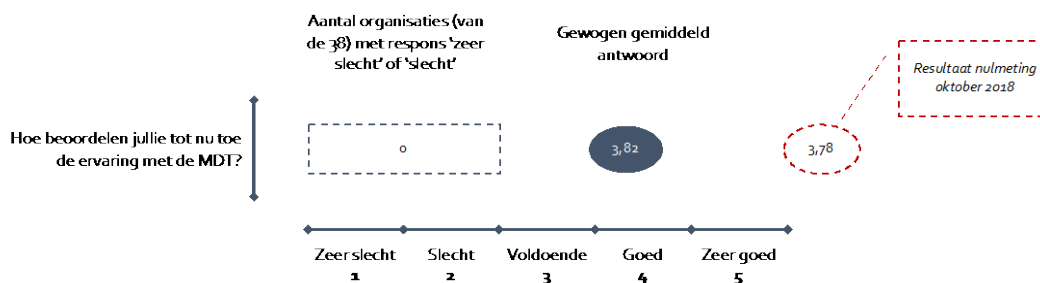 Aantal organisaties (van
de 38) met respons 'zeer
slecht' of 'slecht'
Gewogen gemiddeld
antwoord
Resultaat nulmeting
oktober 2018
Hoe beoordelen jullie tot nu toe
de ervaring met de MDT?
0
3,82
3,78
Zeer slecht
1
Slecht
2
Voldoende
3
Goed
4
Zeer goed
5